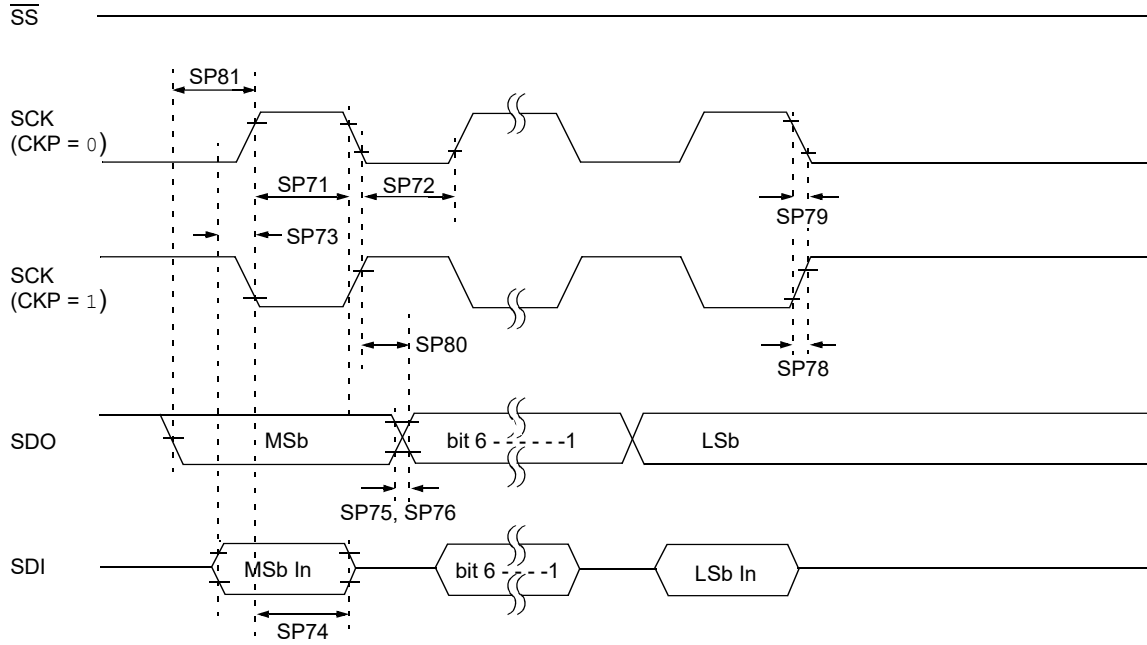 SS
SP81
SCK
(CKP = 0)
SP71
SP72
SP79
SP73
SCK
(CKP = 1)
SP80
SP78
SDO
MSb
bit 6 - - - - - -1
LSb
SP75, SP76
SDI
MSb In
bit 6 - - - - -1
LSb In
SP74